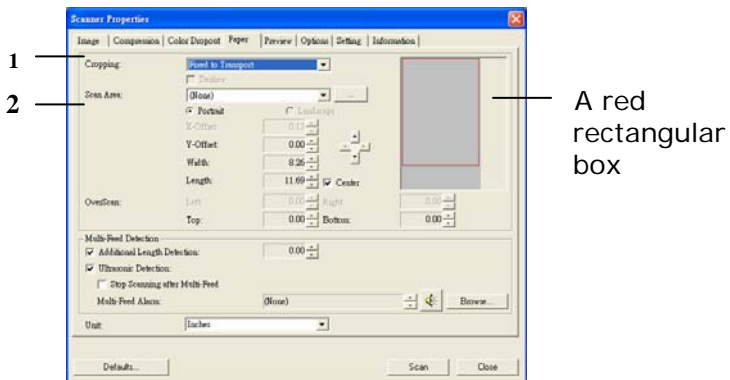 Scanner Properties
Image Compression Color Dropout Paper Preview Options Setting Information
1 Cropping: Fixed to Transport
Deskew
2 Scan Area: (None) ...
Portrait Landscape
X-Offset: 0.13
Y-Offset: 0.00
Width: 8.26
Length: 11.69 Center
OverScan: Left: 0.00 Right: 0.00
Top: 0.00 Bottom: 0.00
A red
rectangular
box
Multi-Feed Detection
Additional Length Detection: 0.00
Ultrasonic Detection:
Stop Scanning after Multi-Feed
Multi-Feed Alarm: (None) Browse...
Unit: Inches
Defaults... Scan Close